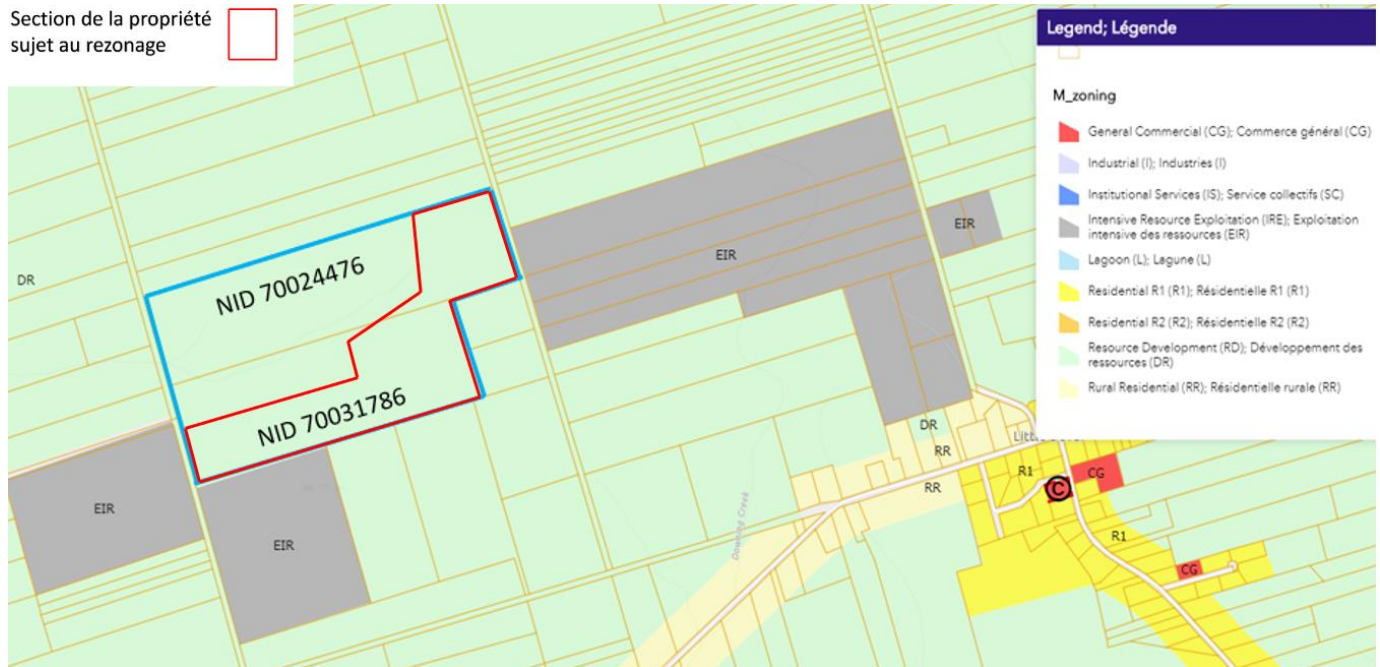 Section de la propriété
sujet au rezonage
Legend; Légende
M_zoning
General Commercial (CG); Commerce général (CG)
Industrial (I); Industries (I)
Institutional Services (IS); Service collectifs (SC)
Intensive Resource Exploitation (IRE); Exploitation
intensive des ressources (EIR)
Lagoon (L); Lagune (L)
Residential R1 (R1); Résidentielle R1 (R1)
Residential R2 (R2); Résidentielle R2 (R2)
Resource Development (RD); Développement des
ressources (DR)
Rural Residential (RR); Résidentielle rurale (RR)
EIR
EIR
DR
NID 70024476
NID 70031786
EIR
EIR
DR
RR
RR
R1
CG
C
R1
CG
Downing Creek